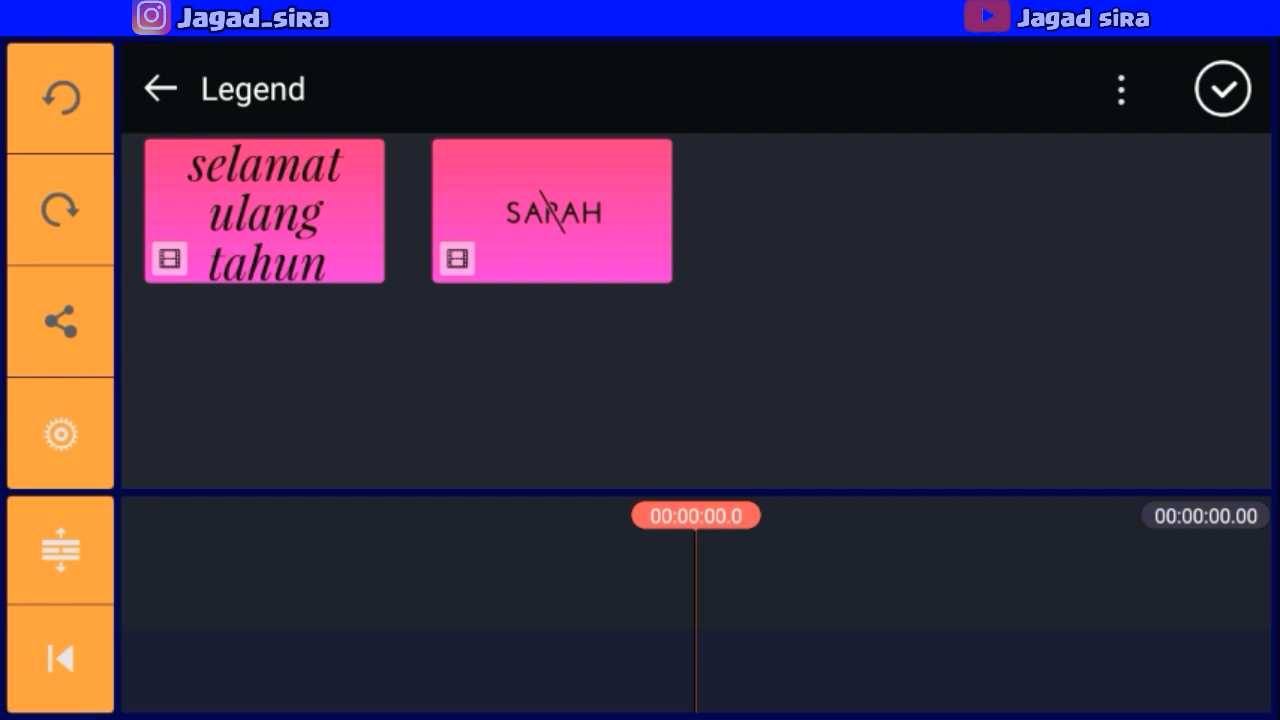 Jagad_sira
Jagad sira
Legend
selamat
ulang
tahun
SARAH
00:00:00.0
00:00:00.00